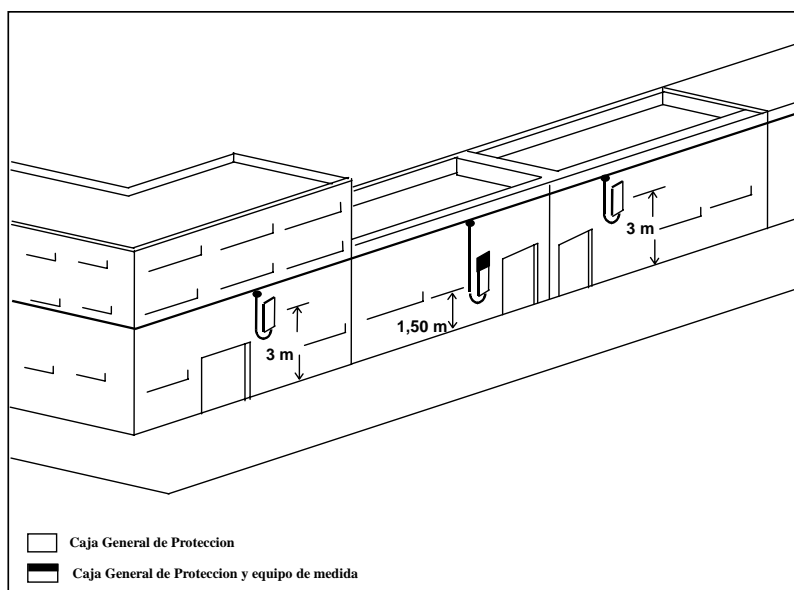 3 m
1,50 m
3 m
Caja General de Proteccion
Caja General de Proteccion y equipo de medida